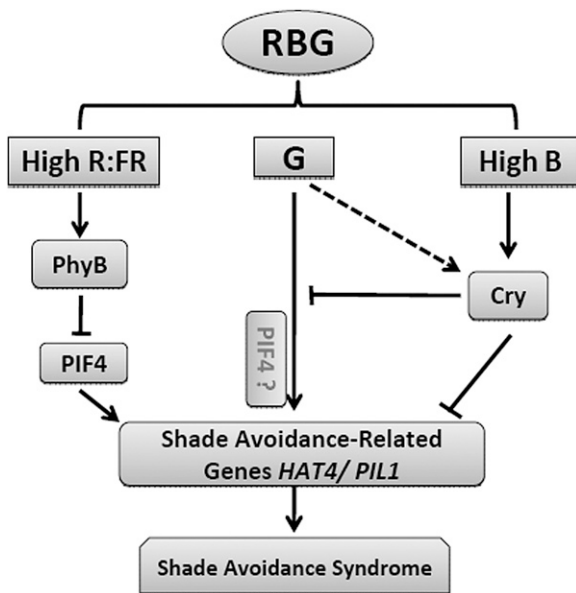 RBG
High R:FR
G
High B
PhyB
Cry
PIF4
PIF4 ?
Shade Avoidance-Related
Genes HAT4/ PIL1
Shade Avoidance Syndrome